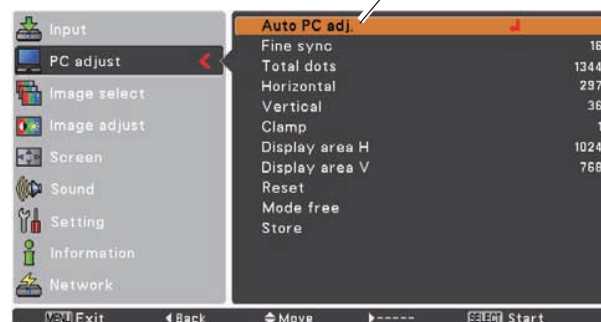 Input
PC adjust
Image select
Image adjust
Screen
Sound
Setting
Information
Network
Auto PC adj.
Fine sync 16
Total dots 1344
Horizontal 297
Vertical 36
Clamp 1
Display area H 1024
Display area V 768
Reset
Mode free
Store
MENU Exit Back Move ----- SELECT Start